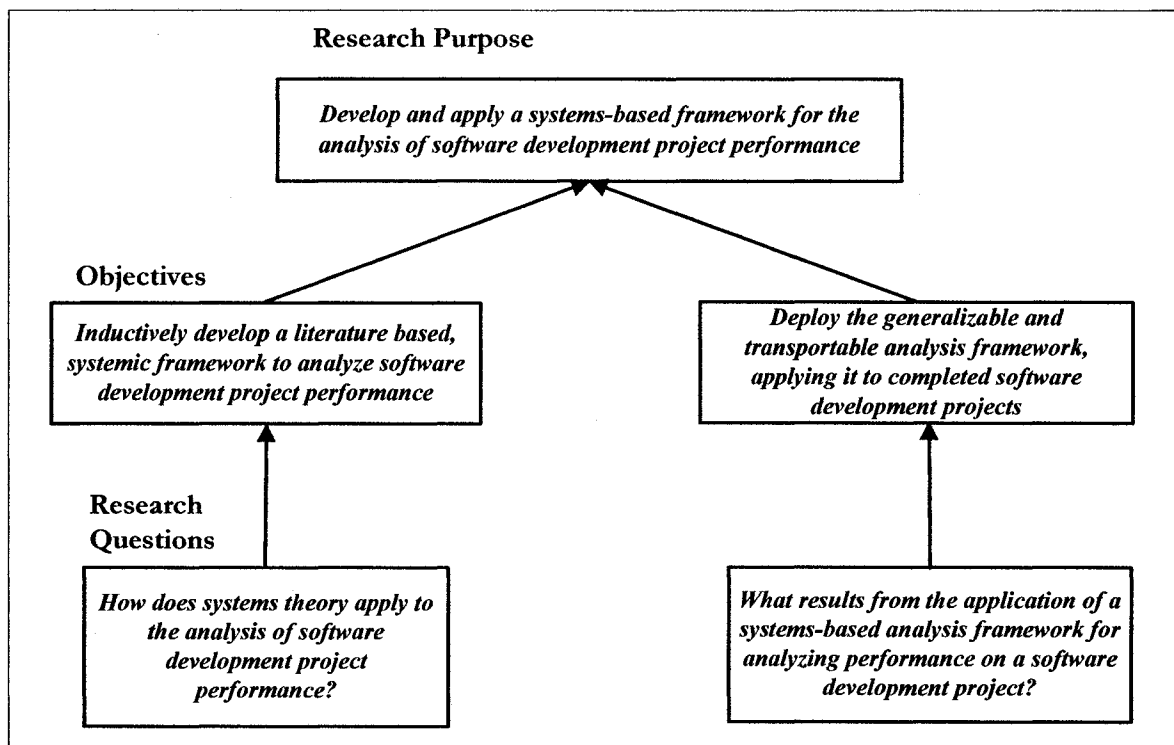 Research Purpose
Develop and apply a systems-based framework for the
analysis of software development project performance
Objectives
Inductively develop a literature based,
systemic framework to analyze software
development project performance
Deploy the generalizable and
transportable analysis framework,
applying it to completed software
development projects
Research
Questions
How does systems theory apply to
the analysis of software
development project
performance?
What results from the application of a
systems-based analysis framework for
analyzing performance on a software
development project?